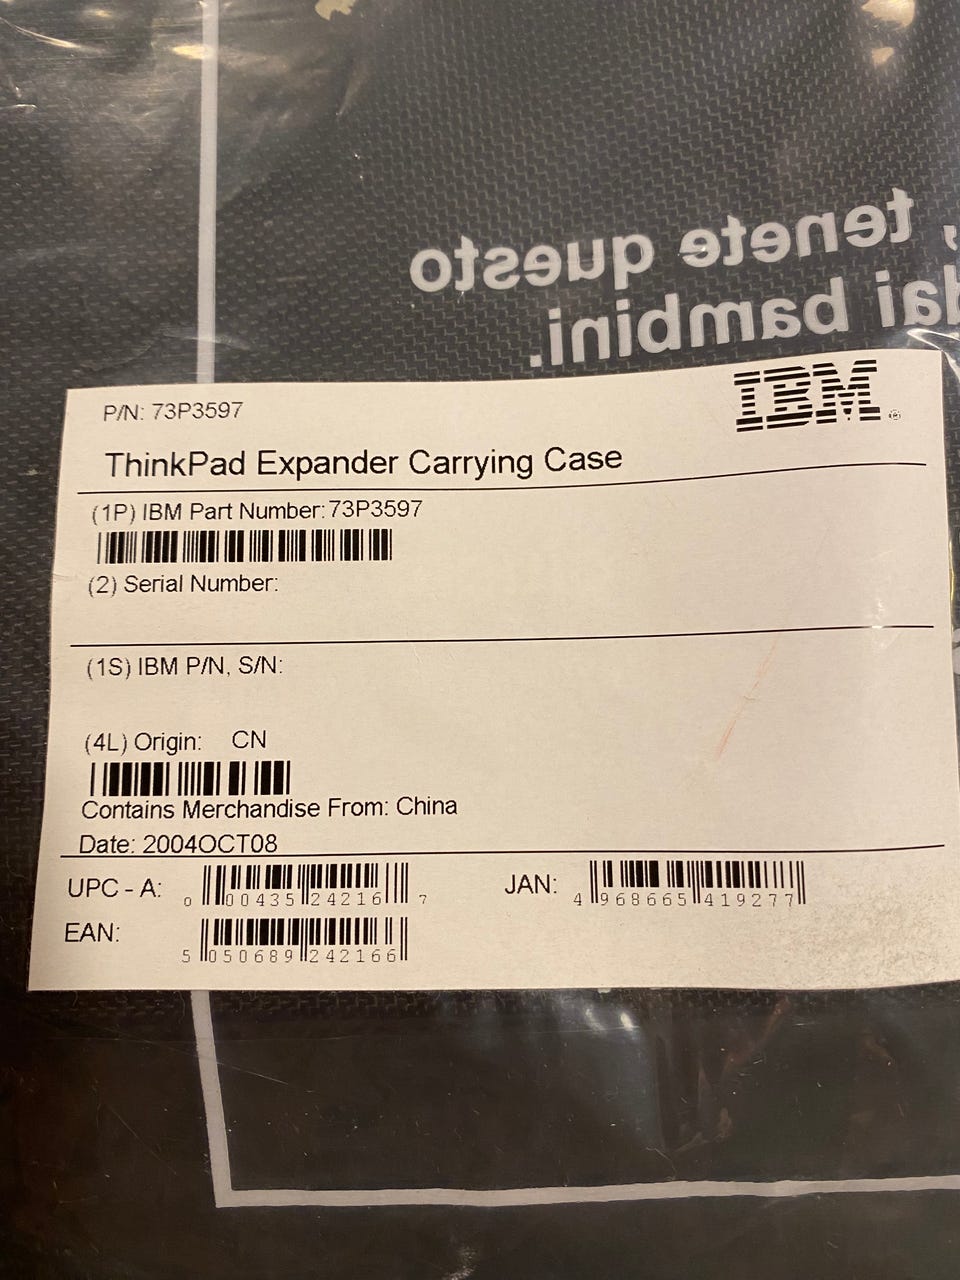 , tenete questo
dai bambini.
IBM®
P/N: 73P3597
ThinkPad Expander Carrying Case
(1P) IBM Part Number: 73P3597
(2) Serial Number:
(1S) IBM P/N, S/N:
(4L) Origin: CN
Contains Merchandise From: China
Date: 2004OCT08
UPC - A: 0 00435 24216 7
JAN: 4 968665 419277
EAN: 5 050689 242166